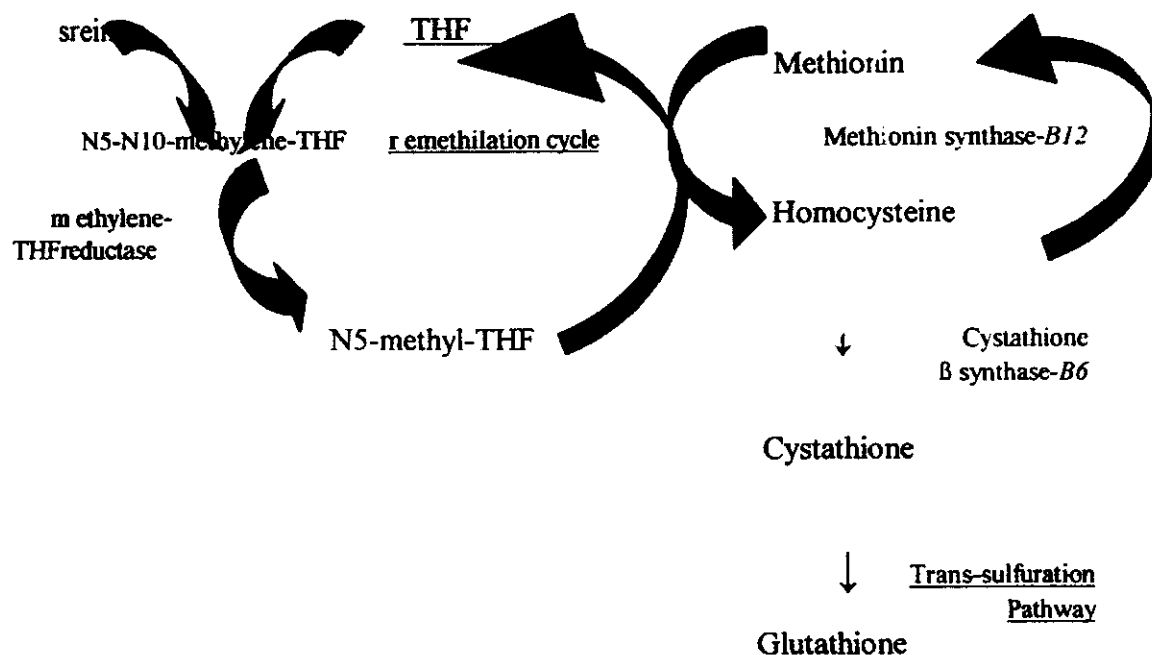 srein
THF
Methionin
N5-N10-methylene-THF
r emethilation cycle
Methionin synthase-B12
m ethylene-
THFreductase
Homocysteine
N5-methyl-THF
Cystathione
ß synthase-B6
Cystathione
Trans-sulfuration
Pathway
Glutathione